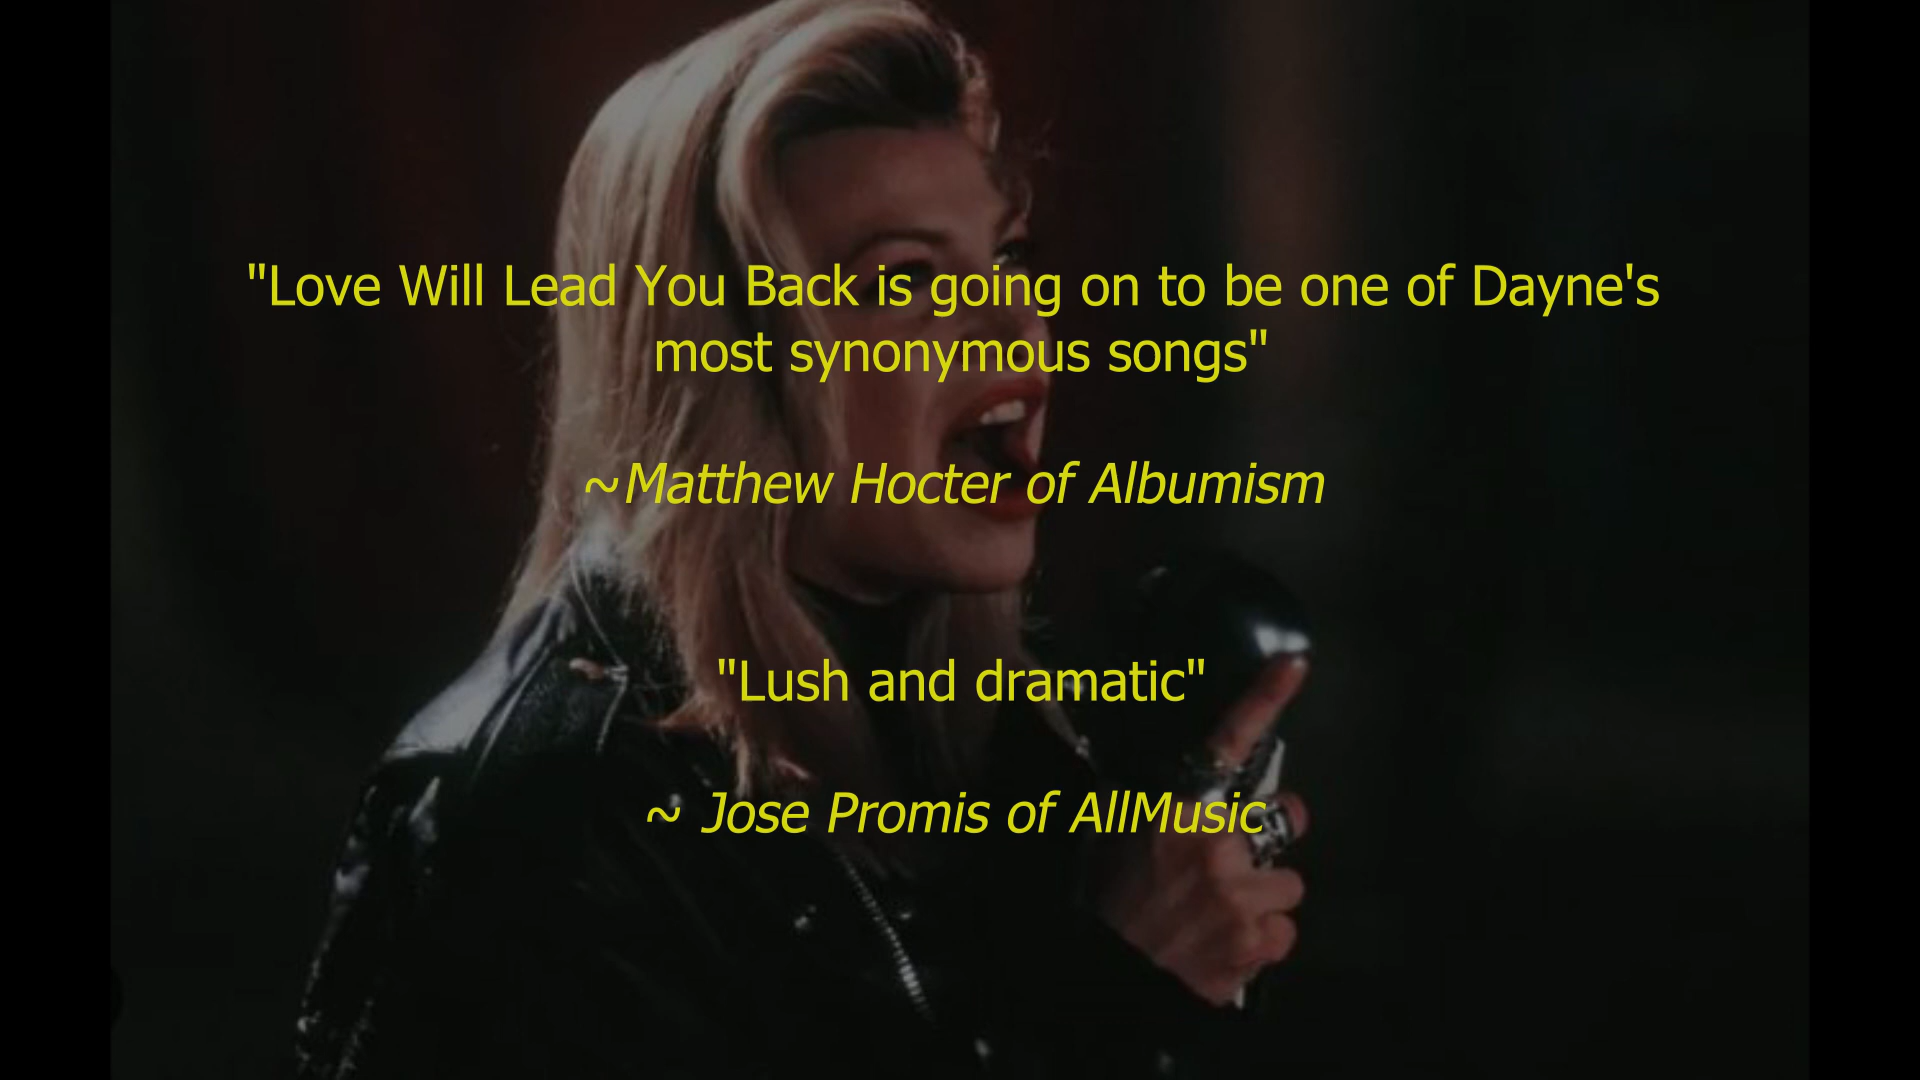 "Love Will Lead You Back is going on to be one of Dayne's
most synonymous songs"
~Matthew Hocter of Albumism
"Lush and dramatic"
~ Jose Promis of AllMusic